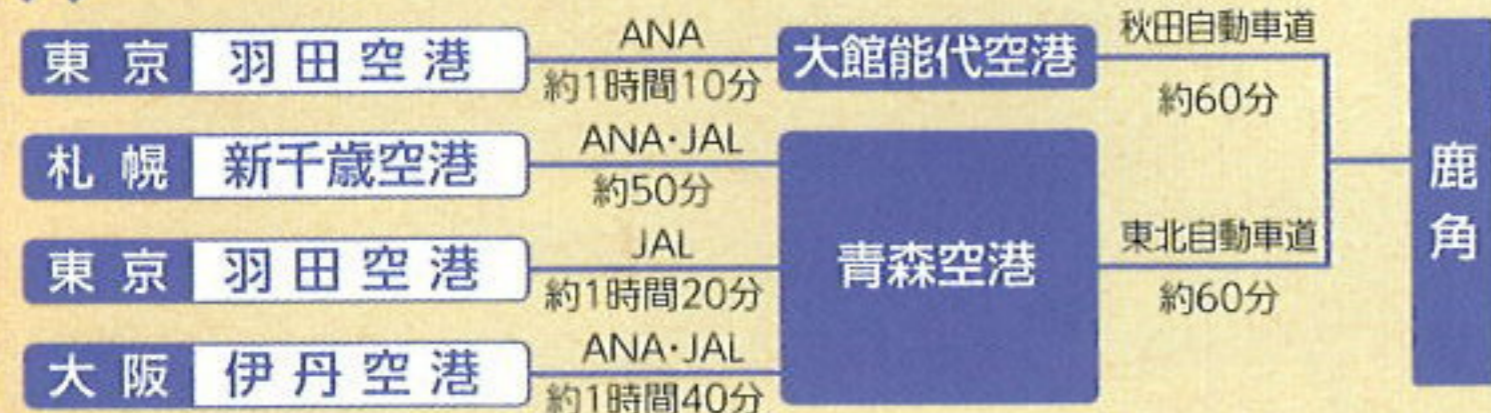 東京 羽田空港 ANA 約1時間10分 大館能代空港 秋田自動車道 約60分
札幌 新千歳空港 ANA・JAL 約50分
東京 羽田空港 JAL 約1時間20分 青森空港 東北自動車道 約60分
大阪 伊丹空港 ANA・JAL 約1時間40分
鹿角